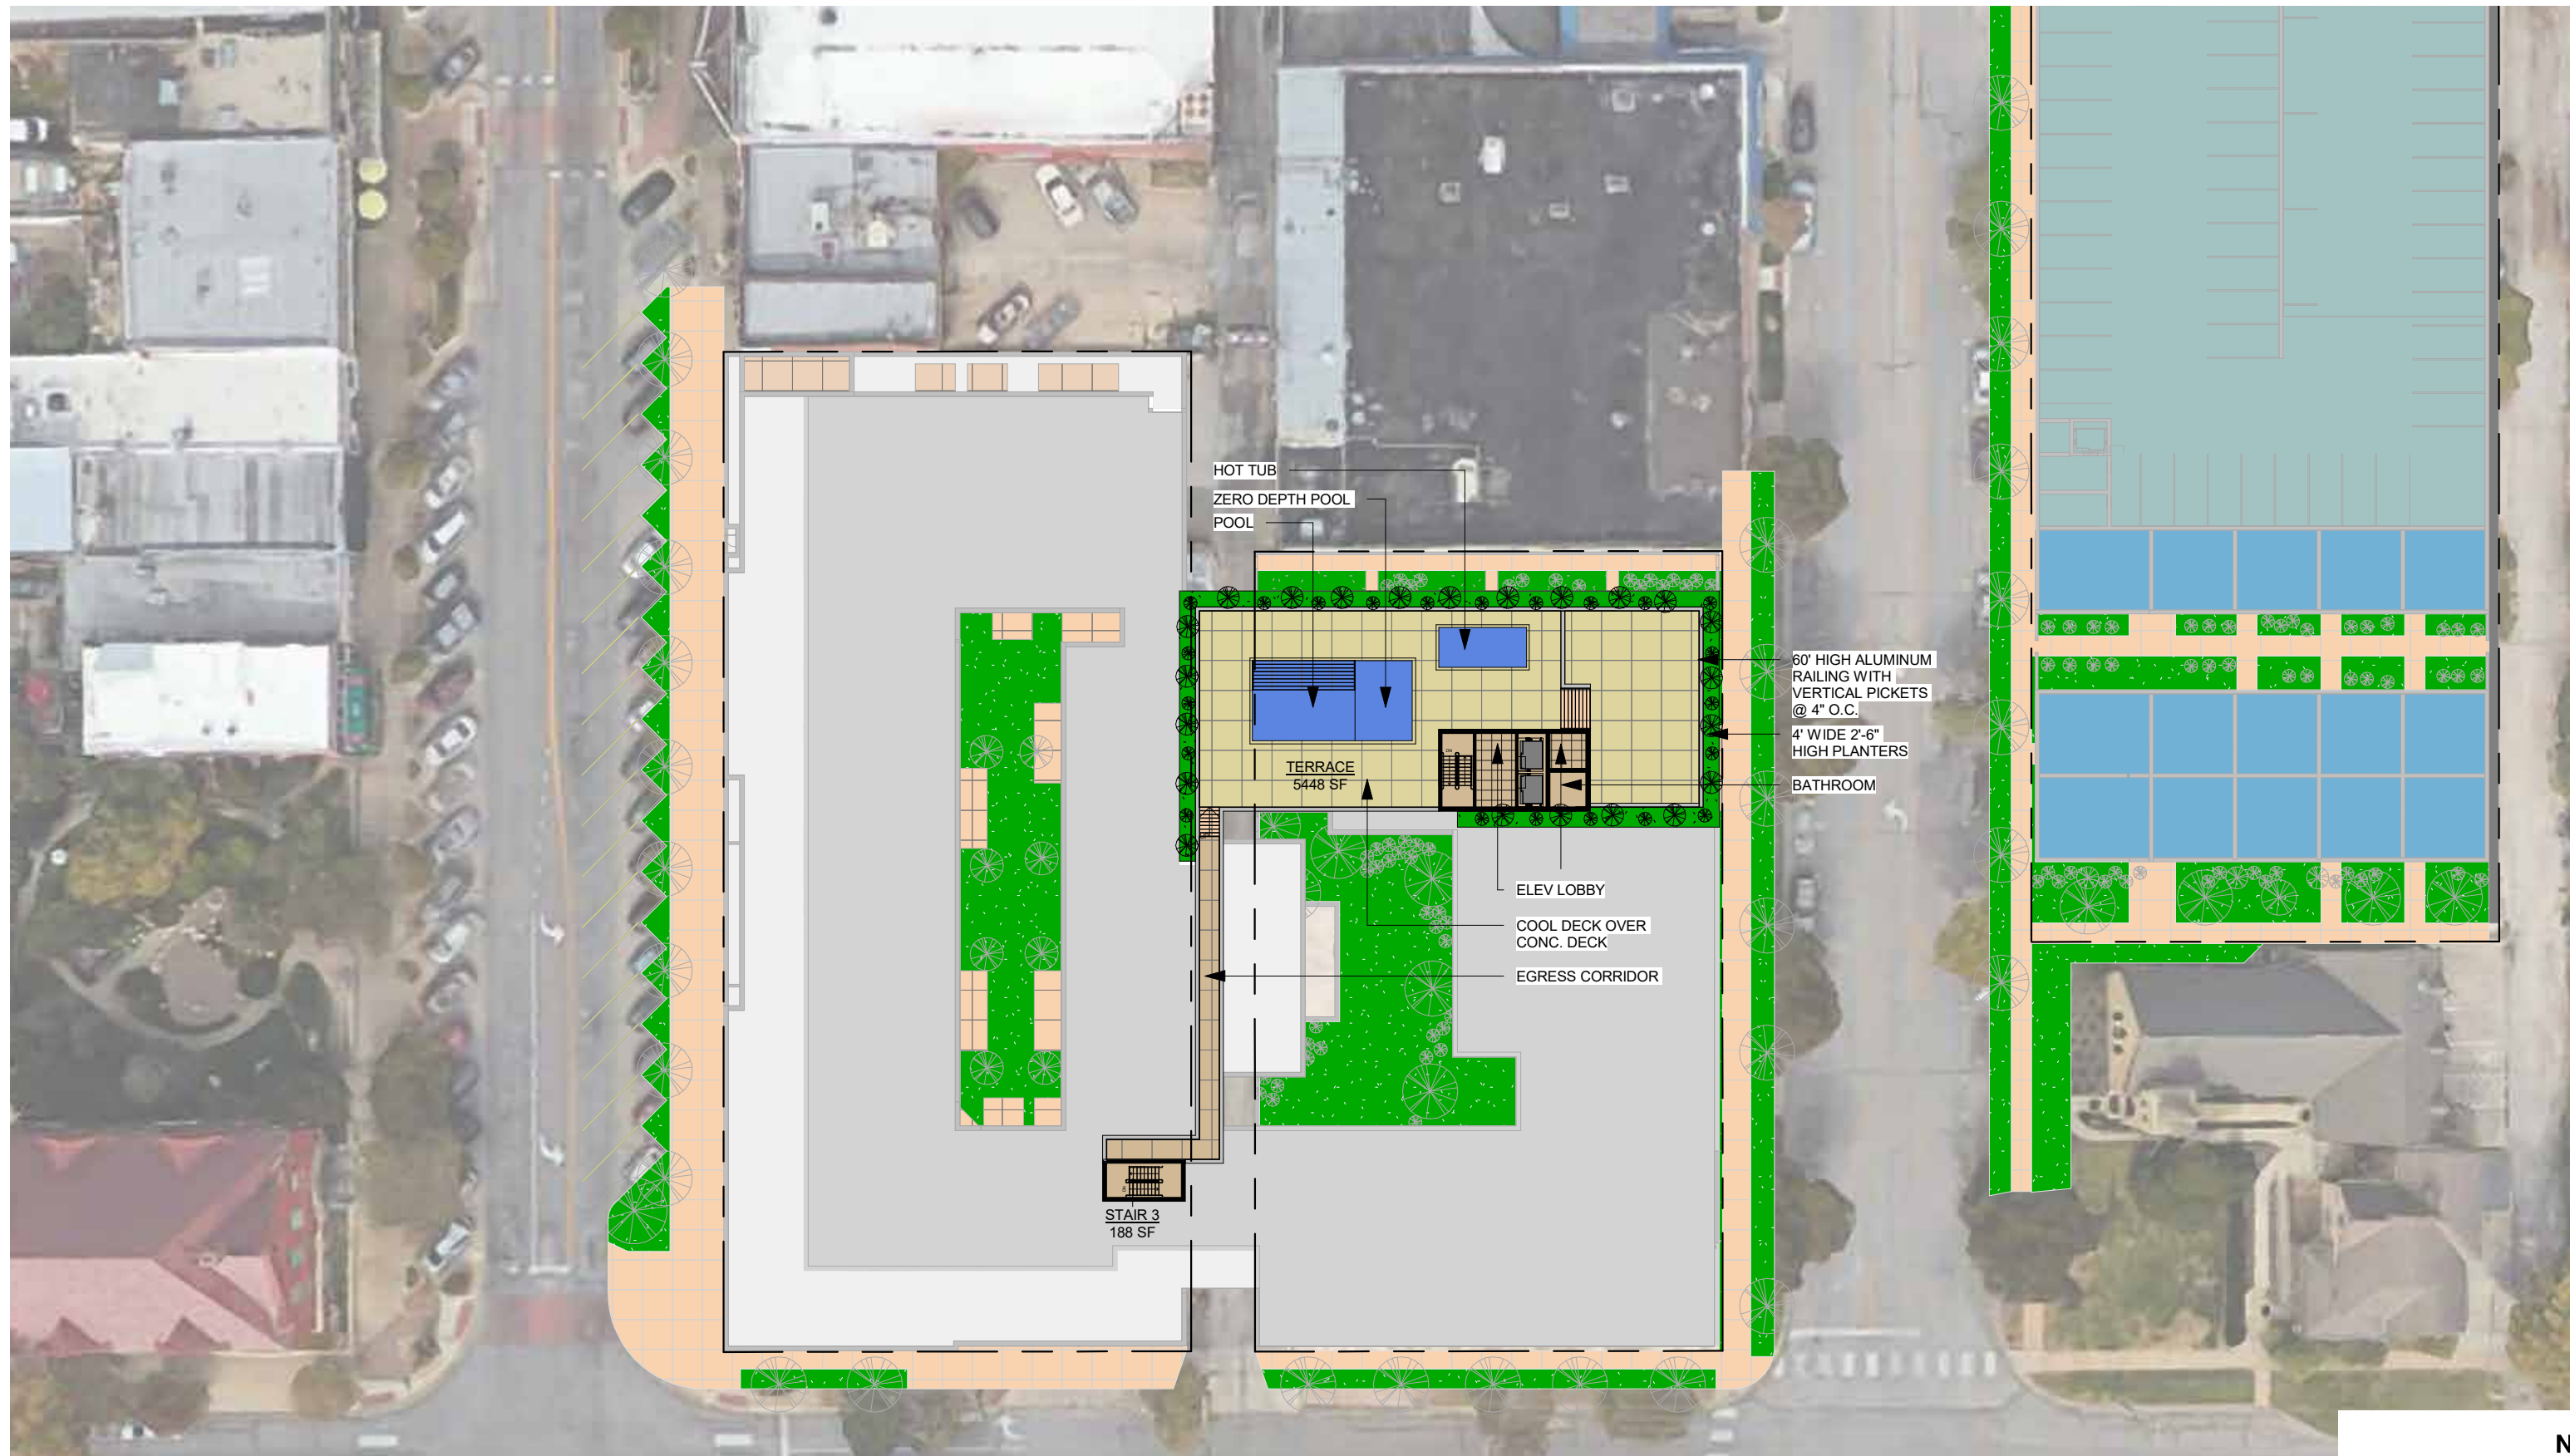 HOT TUB
ZERO DEPTH POOL
POOL
60' HIGH ALUMINUM
RAILING WITH
VERTICAL PICKETS
@ 4" O.C.
4' WIDE 2'-6"
HIGH PLANTERS
TERRACE
5448 SF
BATHROOM
ELEV LOBBY
COOL DECK OVER
CONC. DECK
EGRESS CORRIDOR
STAIR 3
188 SF
N